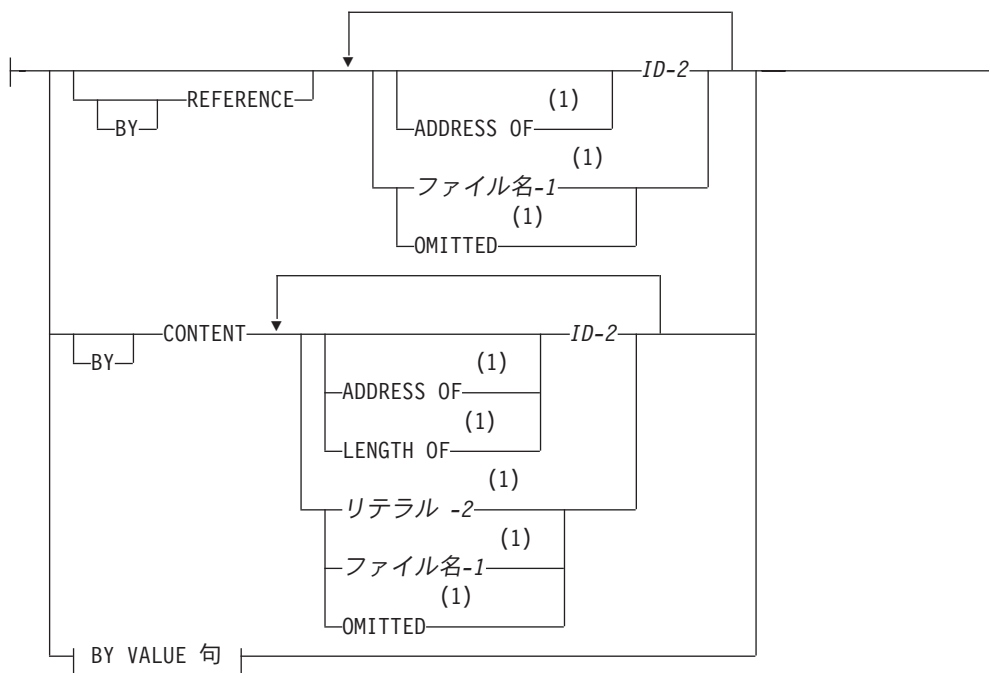 ID-2
REFERENCE (1)
BY ADDRESS OF
(1)
ファイル名-1
(1)
OMITTED
CONTENT ID-2
BY (1)
ADDRESS OF
(1)
LENGTH OF
(1)
リテラル -2
(1)
ファイル名-1
(1)
OMITTED
BY VALUE 句